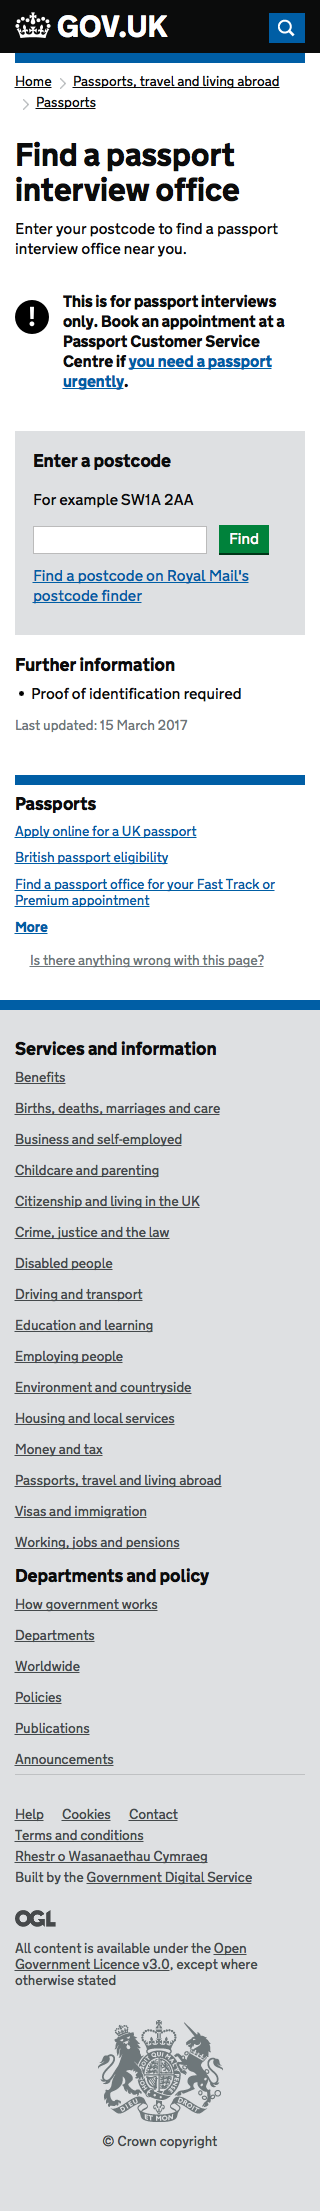 GOV.UK
Home Passports, travel and living abroad
Passports
Find a passport
interview office
Enter your postcode to find a passport
interview office near you.
! This is for passport interviews
only. Book an appointment at a
Passport Customer Service
Centre if you need a passport
urgently.
Enter a postcode
For example SW1A 2AA
Find
Find a postcode on Royal Mail's
postcode finder
Further information
• Proof of identification required
Last updated: 15 March 2017
Passports
Apply online for a UK passport
British passport eligibility
Find a passport office for your Fast Track or
Premium appointment
More
Is there anything wrong with this page?
Services and information
Benefits
Births, deaths, marriages and care
Business and self-employed
Childcare and parenting
Citizenship and living in the UK
Crime, justice and the law
Disabled people
Driving and transport
Education and learning
Employing people
Environment and countryside
Housing and local services
Money and tax
Passports, travel and living abroad
Visas and immigration
Working, jobs and pensions
Departments and policy
How government works
Departments
Worldwide
Policies
Publications
Announcements
Help Cookies Contact
Terms and conditions
Rhestr o Wasanaethau Cymraeg
Built by the Government Digital Service
OGL
All content is available under the Open
Government Licence v3.0, except where
otherwise stated
DIEU ET MON DROIT
© Crown copyright